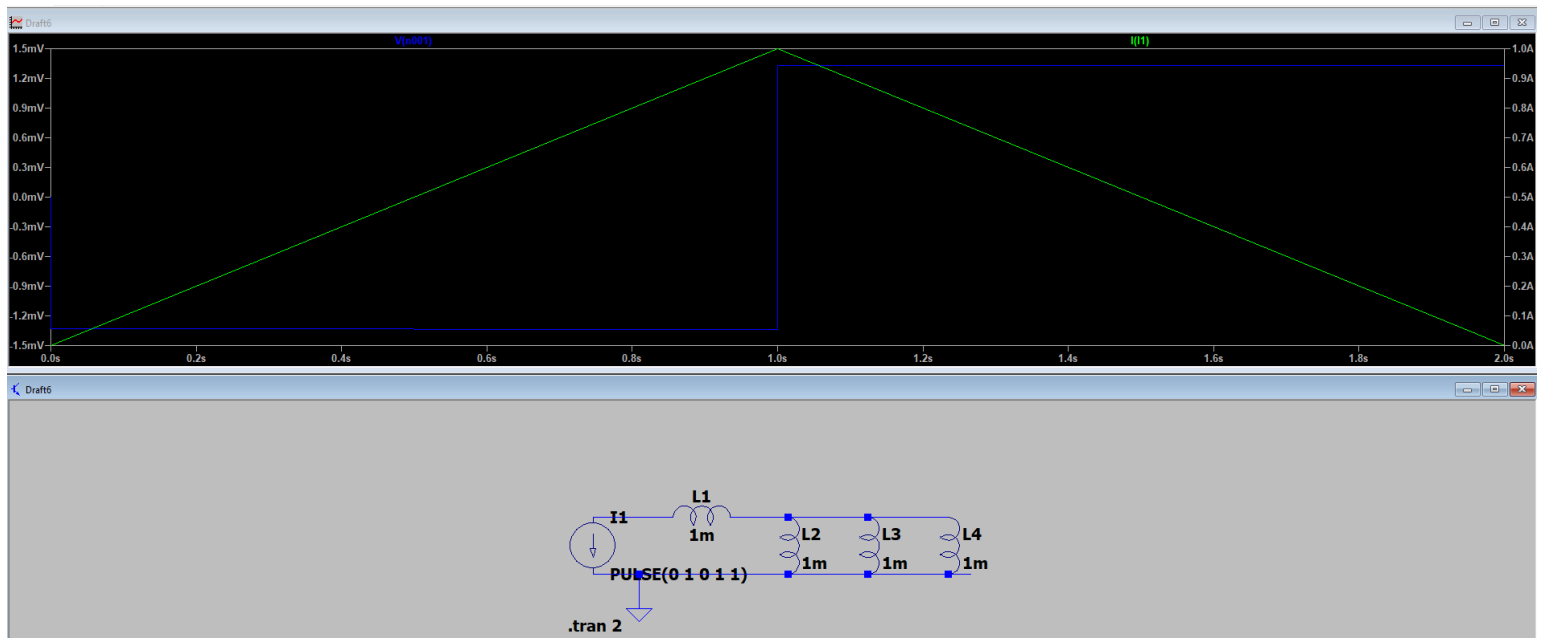 Draft6
V(n001) I(I1)
1.5mV 1.0A
1.2mV 0.9A
0.9mV 0.8A
0.6mV 0.7A
0.3mV 0.6A
0.0mV 0.5A
-0.3mV 0.4A
-0.6mV 0.3A
-0.9mV 0.2A
-1.2mV 0.1A
-1.5mV 0.0A
0.0s 0.2s 0.4s 0.6s 0.8s 1.0s 1.2s 1.4s 1.6s 1.8s 2.0s
Draft6
L1
I1
1m
L2 L3 L4
1m 1m 1m
PULSE(0 1 0 1 1)
.tran 2